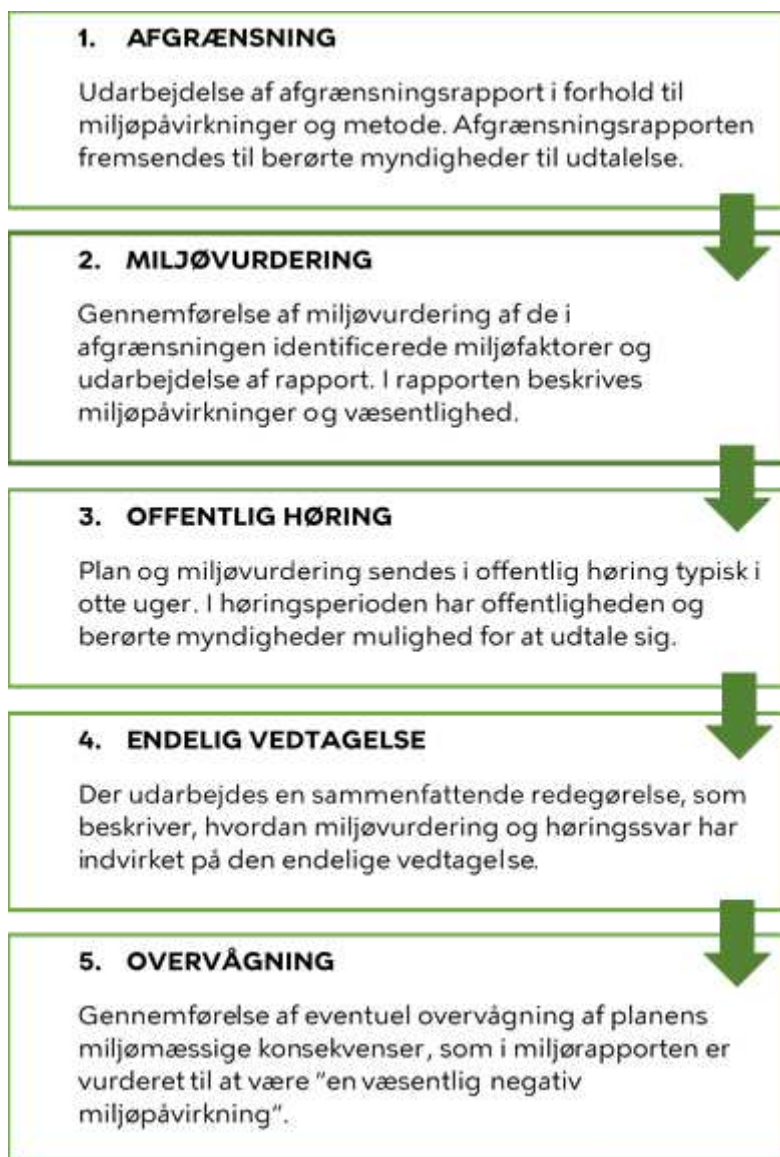 1. AFGRÆNSNING
Udarbejdelse af afgrænsningsrapport i forhold til
miljøpåvirkninger og metode. Afgrænsningsrapporten
fremsendes til berørte myndigheder til udtalelse.
2. MILJØVURDERING
Gennemførelse af miljøvurdering af de i
afgrænsningen identificerede miljøfaktorer og
udarbejdelse af rapport. I rapporten beskrives
miljøpåvirkninger og væsentlighed.
3. OFFENTLIG HØRING
Plan og miljøvurdering sendes i offentlig høring typisk i
otte uger. I høringsperioden har offentligheden og
berørte myndigheder mulighed for at udtale sig.
4. ENDELIG VEDTAGELSE
Der udarbejdes en sammenfattende redegørelse, som
beskriver, hvordan miljøvurdering og høringssvar har
indvirket på den endelige vedtagelse.
5. OVERVÅGNING
Gennemførelse af eventuel overvågning af planens
miljømæssige konsekvenser, som i miljørapporten er
vurderet til at være ”en væsentlig negativ
miljøpåvirkning”.